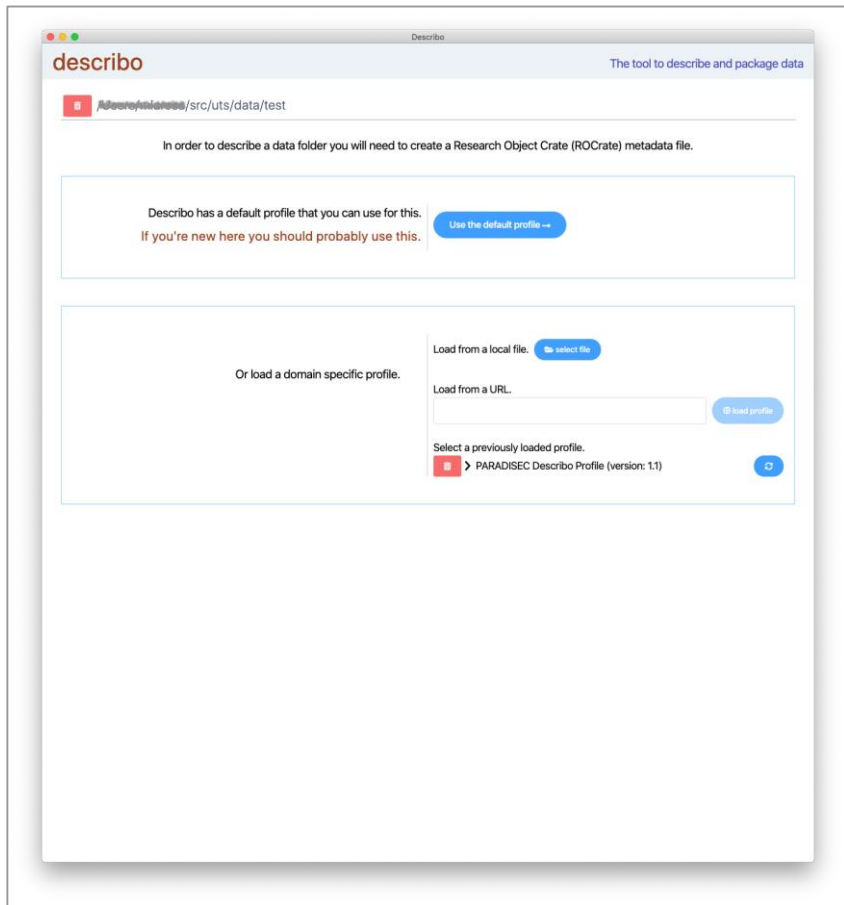 Describo
describo
The tool to describe and package data
/src/uts/data/test
In order to describe a data folder you will need to create a Research Object Crate (ROCrate) metadata file.
Describo has a default profile that you can use for this.
If you're new here you should probably use this.
Use the default profile →
Or load a domain specific profile.
Load from a local file.
select file
Load from a URL.
load profile
Select a previously loaded profile.
PARADISEC Describo Profile (version: 1.1)